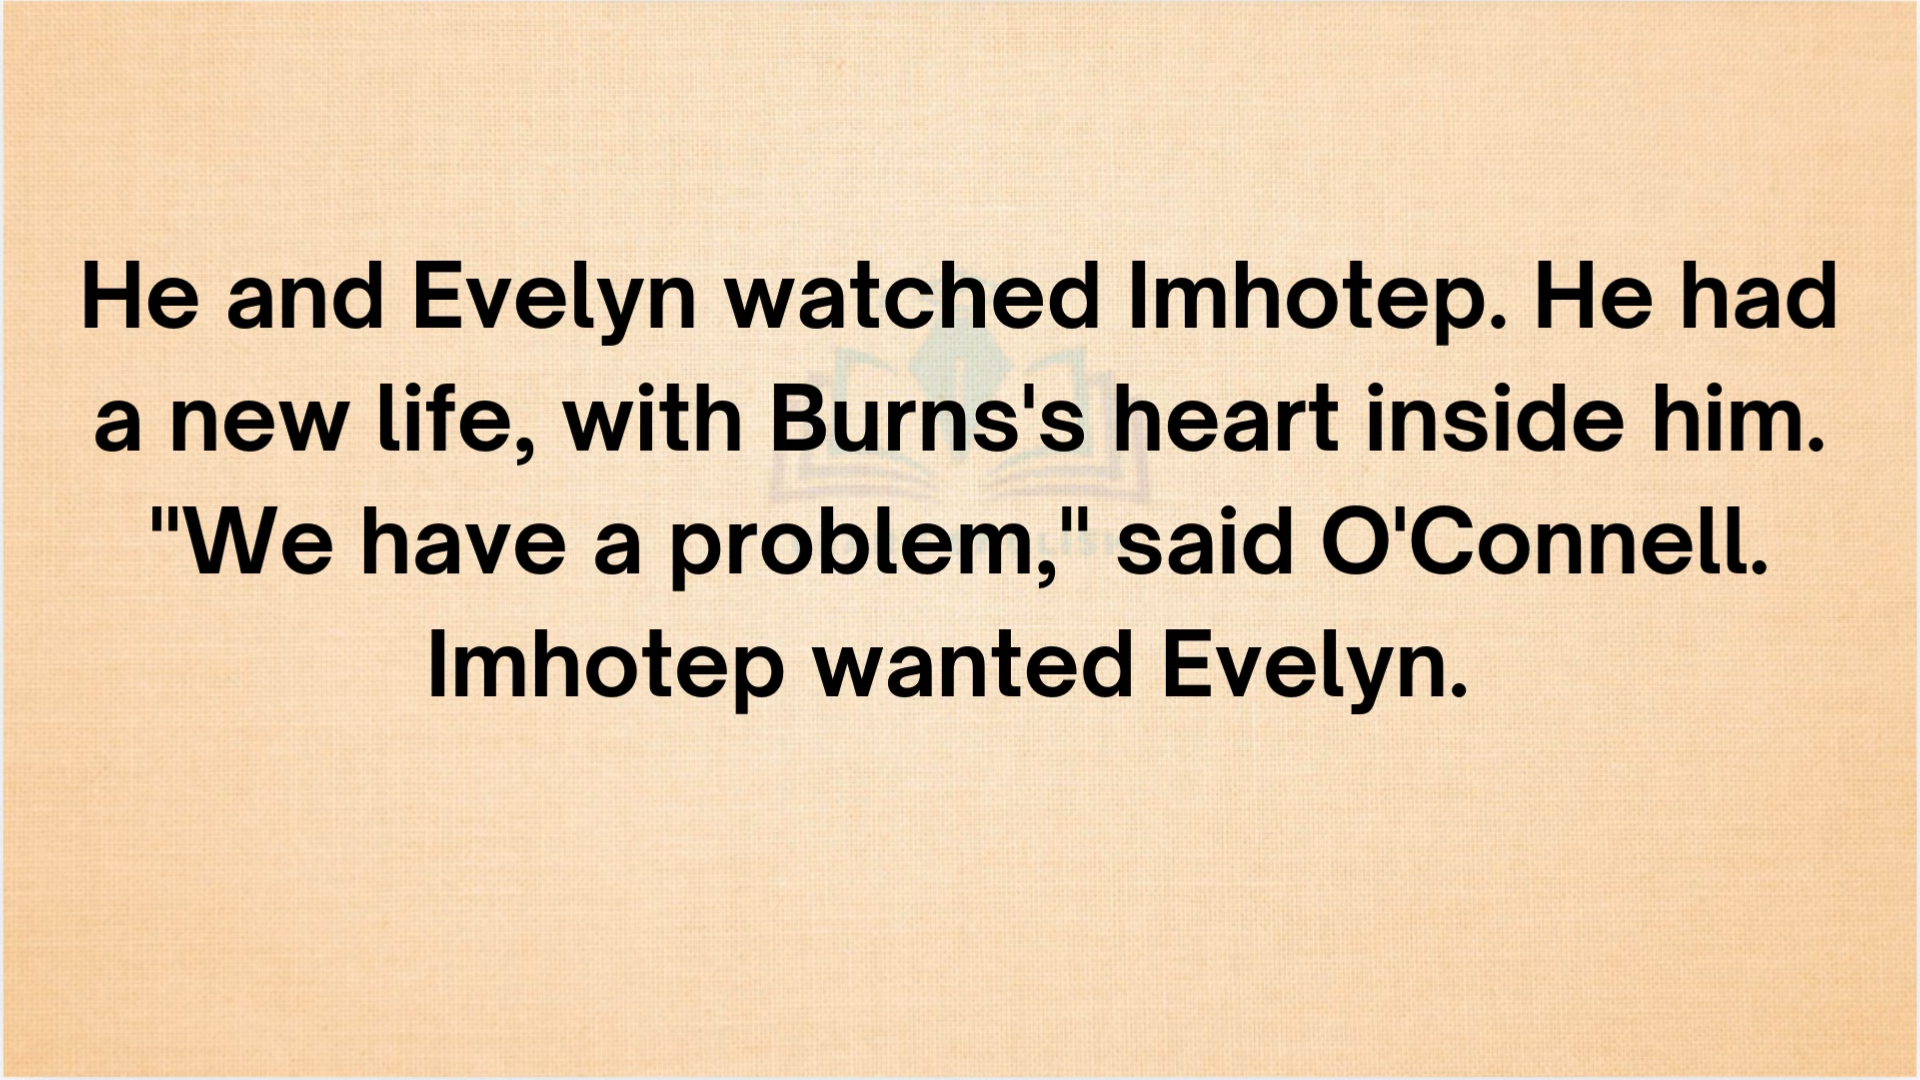 He and Evelyn watched Imhotep. He had
a new life, with Burns's heart inside him.
"We have a problem," said O'Connell.
Imhotep wanted Evelyn.